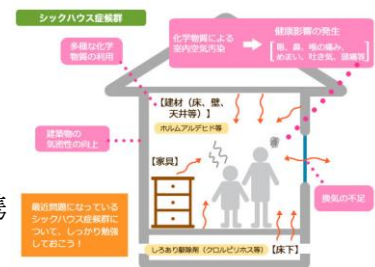 シックハウス症候群
多様な化学
物質の利用
化学物質による
室内空気汚染
健康影響の発生
眼、鼻、喉の痛み、
めまい、吐き気、頭痛等
【建材（床、壁、
天井等）】
ホルムアルデヒド等
建築物の
気密性の向上
【家具】
換気の不足
最近問題になっている
シックハウス症候群に
ついて、しっかり勉強
しておこう！
しろあり駆除剤（クロルピリホス等）
【床下】